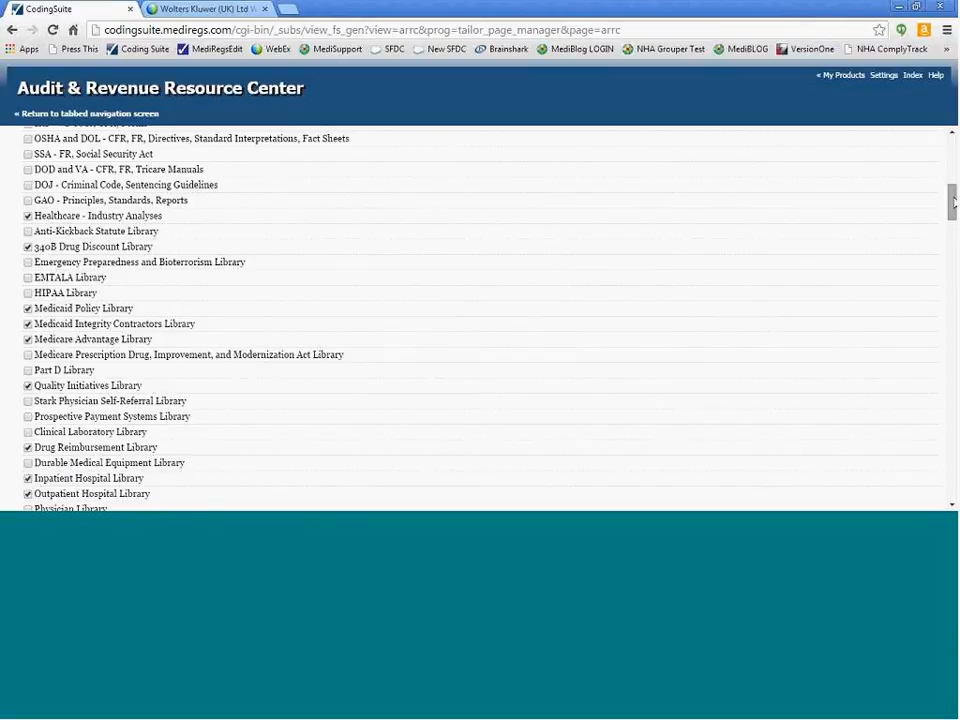 CodingSuite
Wolters Kluwer (UK) Ltd
codingsuite.mediregs.com/cgi-bin/_subs/view_fs_gen?view=arrc&prog=tailor_page_manager&page=arrc
Apps Press This Coding Suite MediRegsEdit WebEx MediSupport SFDC New SFDC Brainshark MediBlog LOGIN NHA Grouper Test MediBLOG VersionOne NHA ComplyTrack »
« My Products Settings Index Help
Audit & Revenue Resource Center
« Return to tabbed navigation screen
OSHA and DOL - CFR, FR, Directives, Standard Interpretations, Fact Sheets
SSA - FR, Social Security Act
DOD and VA - CFR, FR, Tricare Manuals
DOJ - Criminal Code, Sentencing Guidelines
GAO - Principles, Standards, Reports
Healthcare - Industry Analyses
Anti-Kickback Statute Library
340B Drug Discount Library
Emergency Preparedness and Bioterrorism Library
EMTALA Library
HIPAA Library
Medicaid Policy Library
Medicaid Integrity Contractors Library
Medicare Advantage Library
Medicare Prescription Drug, Improvement, and Modernization Act Library
Part D Library
Quality Initiatives Library
Stark Physician Self-Referral Library
Prospective Payment Systems Library
Clinical Laboratory Library
Drug Reimbursement Library
Durable Medical Equipment Library
Inpatient Hospital Library
Outpatient Hospital Library
Physician Library